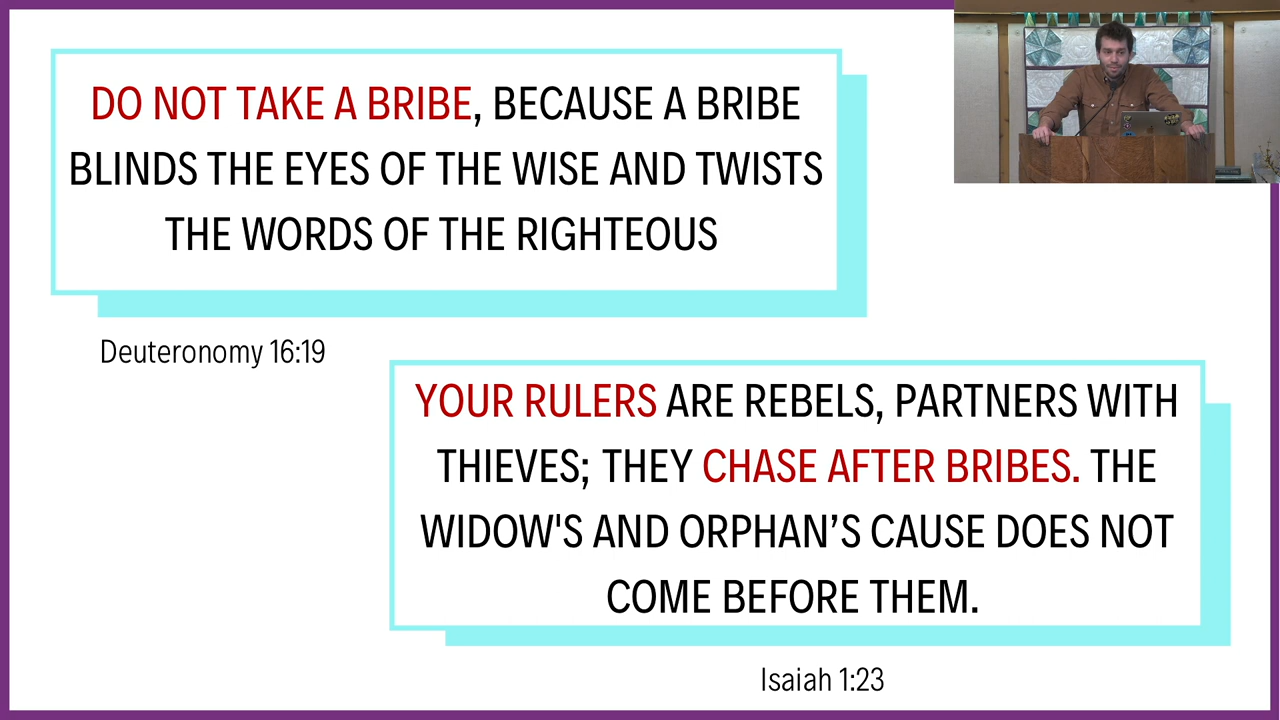 DO NOT TAKE A BRIBE, BECAUSE A BRIBE
BLINDS THE EYES OF THE WISE AND TWISTS
THE WORDS OF THE RIGHTEOUS
Deuteronomy 16:19
YOUR RULERS ARE REBELS, PARTNERS WITH
THIEVES; THEY CHASE AFTER BRIBES. THE
WIDOW'S AND ORPHAN’S CAUSE DOES NOT
COME BEFORE THEM.
Isaiah 1:23